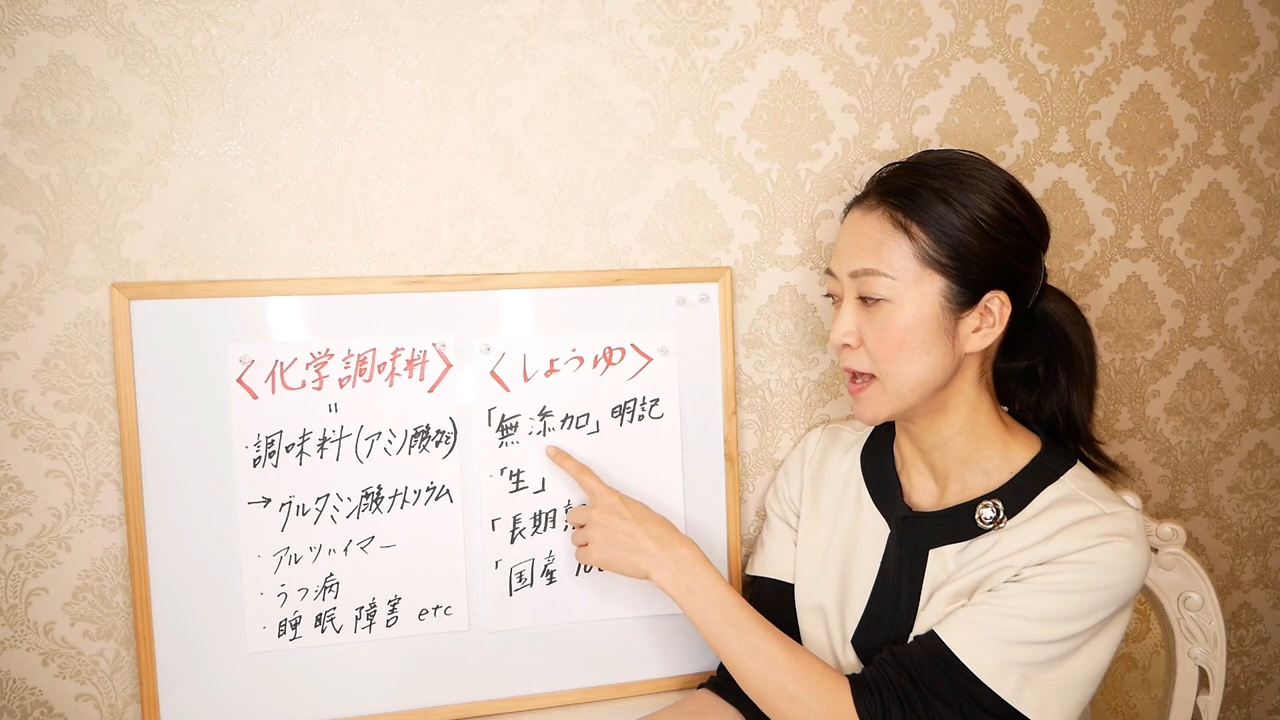 〈化学調味料〉
〃
・調味料(アミノ酸など)
→グルタミン酸ナトリウム
・アルツハイマー
・うつ病
・睡眠障害 etc
〈しょうゆ〉
「無添加」明記
・「生」
「長期
「国産